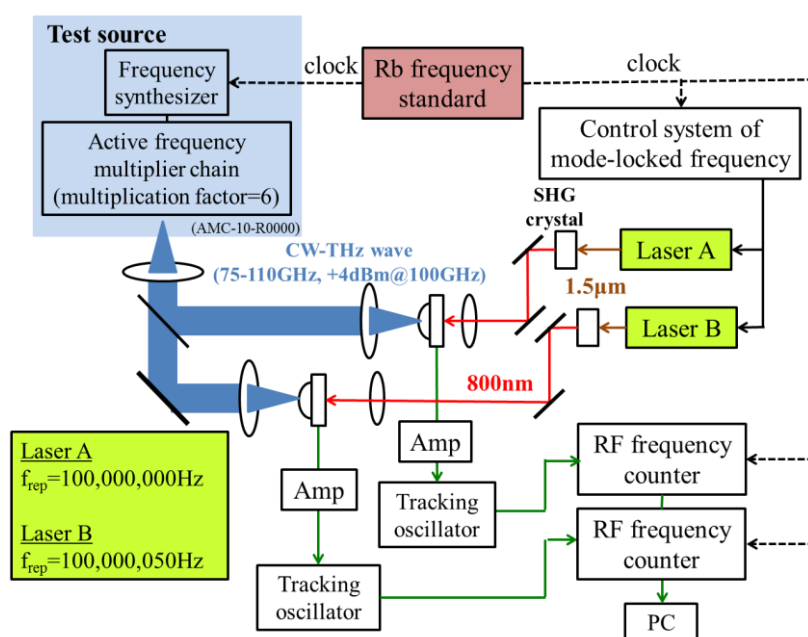 Test source
Frequency
synthesizer
Active frequency
multiplier chain
(multiplication factor=6)
(AMC-10-R0000)
clock
Rb frequency
standard
clock
Control system of
mode-locked frequency
SHG
crystal
Laser A
1.5μm
Laser B
CW-THz wave
(75-110GHz, +4dBm@100GHz)
800nm
Laser A
frep=100,000,000Hz
Laser B
frep=100,000,050Hz
Amp
Amp
Tracking
oscillator
Tracking
oscillator
RF frequency
counter
RF frequency
counter
PC